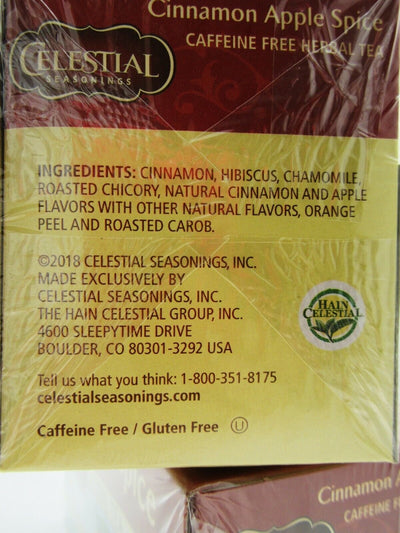 Cinnamon Apple Spice
CAFFEINE FREE HERBAL TEA
CELESTIAL
SEASONINGS
INGREDIENTS: CINNAMON, HIBISCUS, CHAMOMILE,
ROASTED CHICORY, NATURAL CINNAMON AND APPLE
FLAVORS WITH OTHER NATURAL FLAVORS, ORANGE
PEEL AND ROASTED CAROB.
©2018 CELESTIAL SEASONINGS, INC.
MADE EXCLUSIVELY BY
CELESTIAL SEASONINGS, INC.
THE HAIN CELESTIAL GROUP, INC.
4600 SLEEPYTIME DRIVE
BOULDER, CO 80301-3292 USA
HAIN
CELESTIAL
Tell us what you think: 1-800-351-8175
celestialseasonings.com
Caffeine Free / Gluten Free U
Cinnamon A
CAFFEINE F